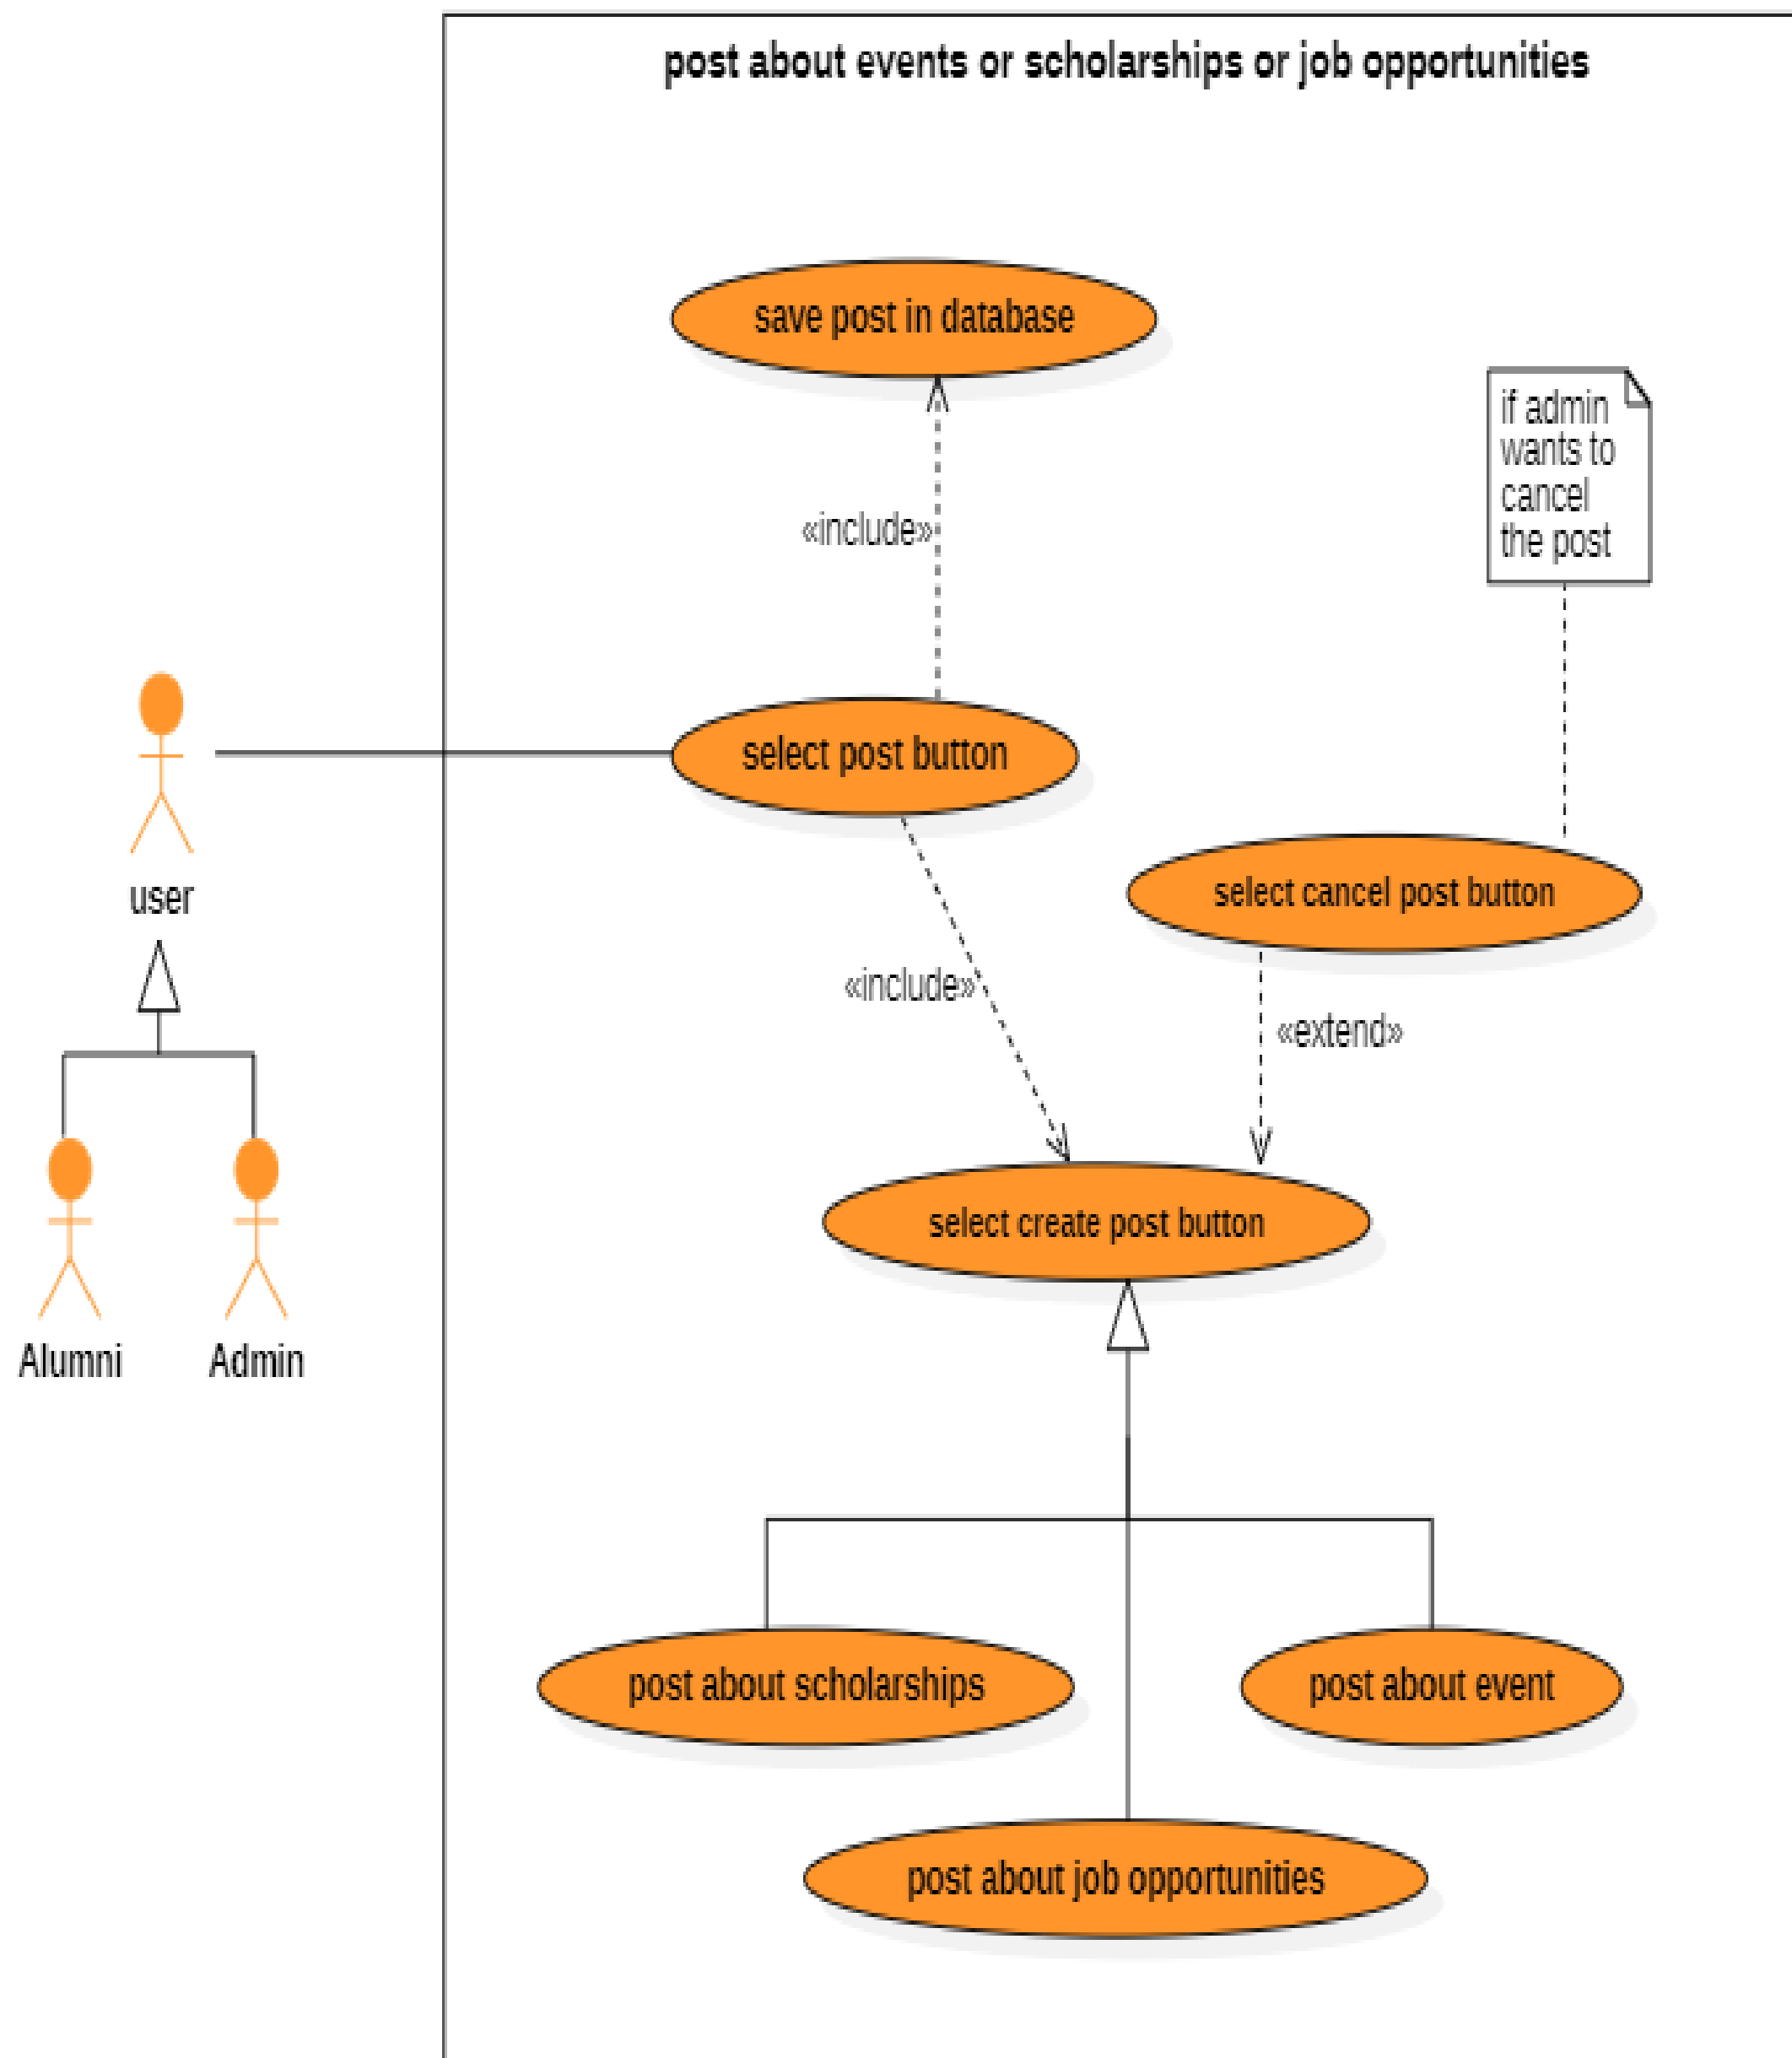 post about events or scholarships or job opportunities
save post in database
if admin
wants to
cancel
the post
«include»
select post button
user
select cancel post button
«include»
«extend»
select create post button
Alumni
Admin
post about scholarships
post about event
post about job opportunities